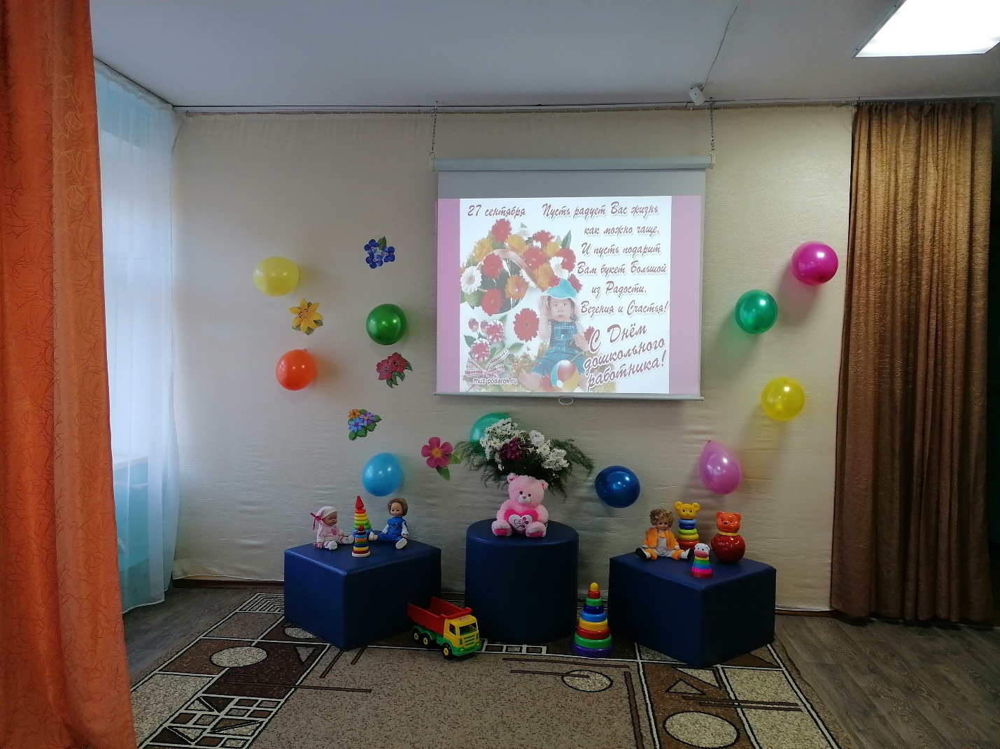 27 сентября
Пусть радует Вас жизнь
как можно чаще,
И пусть подарит
Вам букет Большой
из Радости,
Везения и Счастья!
С Днём
дошкольного
работника!
muz-podarok.ru